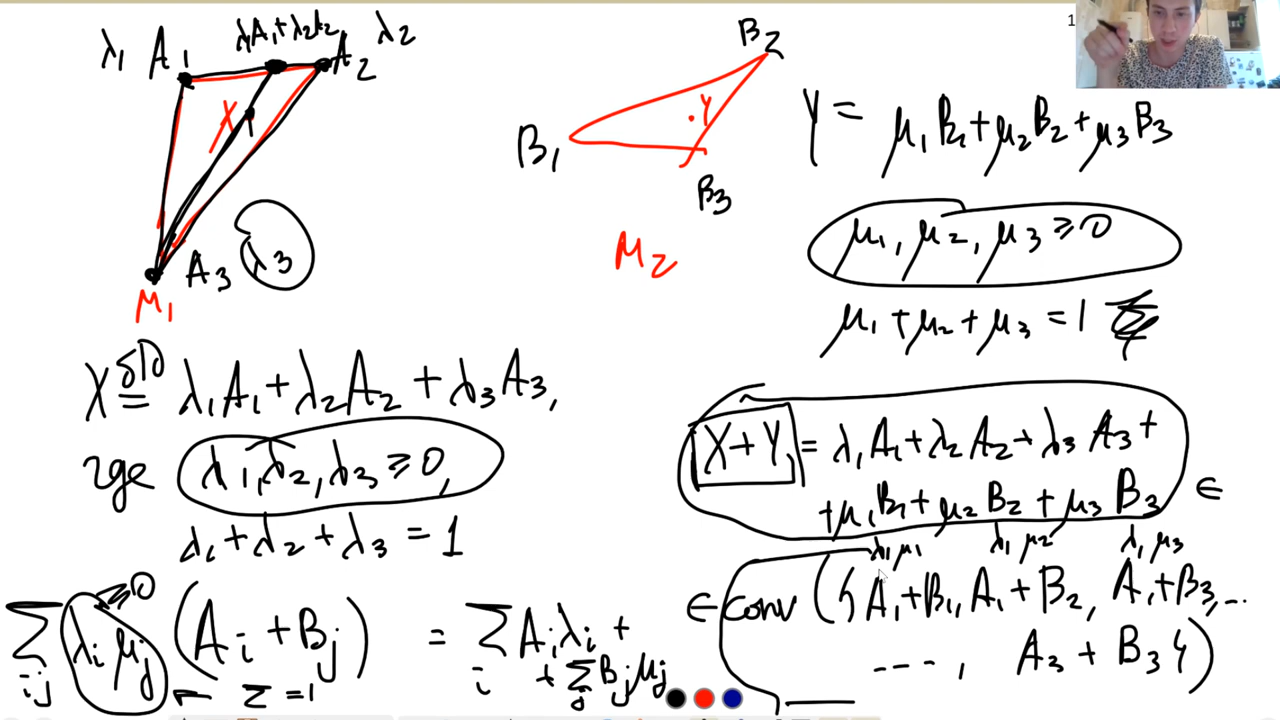 λ₁ A₁ λ₁A₁+λ₂A₂ A₂ λ₂
X
A₃ λ₃
M₁
B₂
Y
B₁
B₃
M₂
Y = μ₁B₁+μ₂B₂+μ₃B₃
μ₁, μ₂, μ₃ ≥ 0
μ₁+μ₂+μ₃ = 1
X = λ₁A₁+λ₂A₂+λ₃A₃,
где λ₁,λ₂,λ₃ ≥ 0,
λ₁+λ₂+λ₃ = 1
X+Y = λ₁A₁+λ₂A₂+λ₃A₃+
+μ₁B₁+μ₂B₂+μ₃B₃ ∈
λ₁μ₁ λ₁μ₂ λ₁μ₃
∈ conv ({A₁+B₁, A₁+B₂, A₁+B₃, ...
...., A₃+B₃})
≥0
∑ij λᵢμⱼ (Aᵢ+Bⱼ) = ∑ᵢ Aᵢλᵢ +
+ ∑ⱼ Bⱼμⱼ
← Σ = 1
1